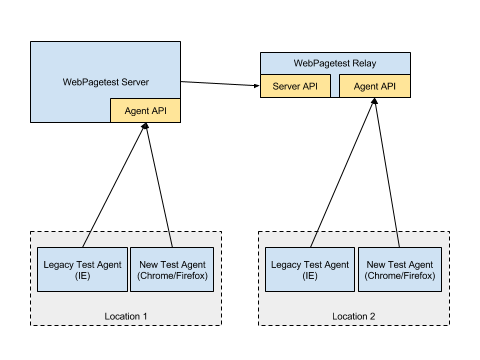 WebPagetest Server
Agent API
WebPagetest Relay
Server API
Agent API
Legacy Test Agent
(IE)
New Test Agent
(Chrome/Firefox)
Location 1
Legacy Test Agent
(IE)
New Test Agent
(Chrome/Firefox)
Location 2